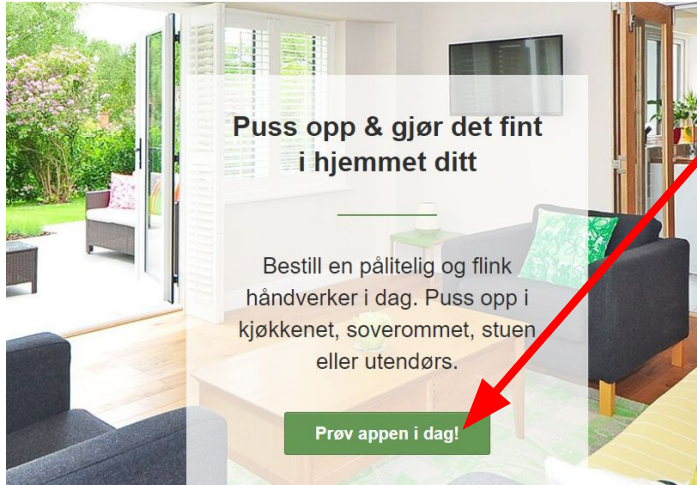 Puss opp & gjør det fint
i hjemmet ditt
Bestill en pålitelig og flink
håndverker i dag. Puss opp i
kjøkkenet, soverommet, stuen
eller utendørs.
Prøv appen i dag!